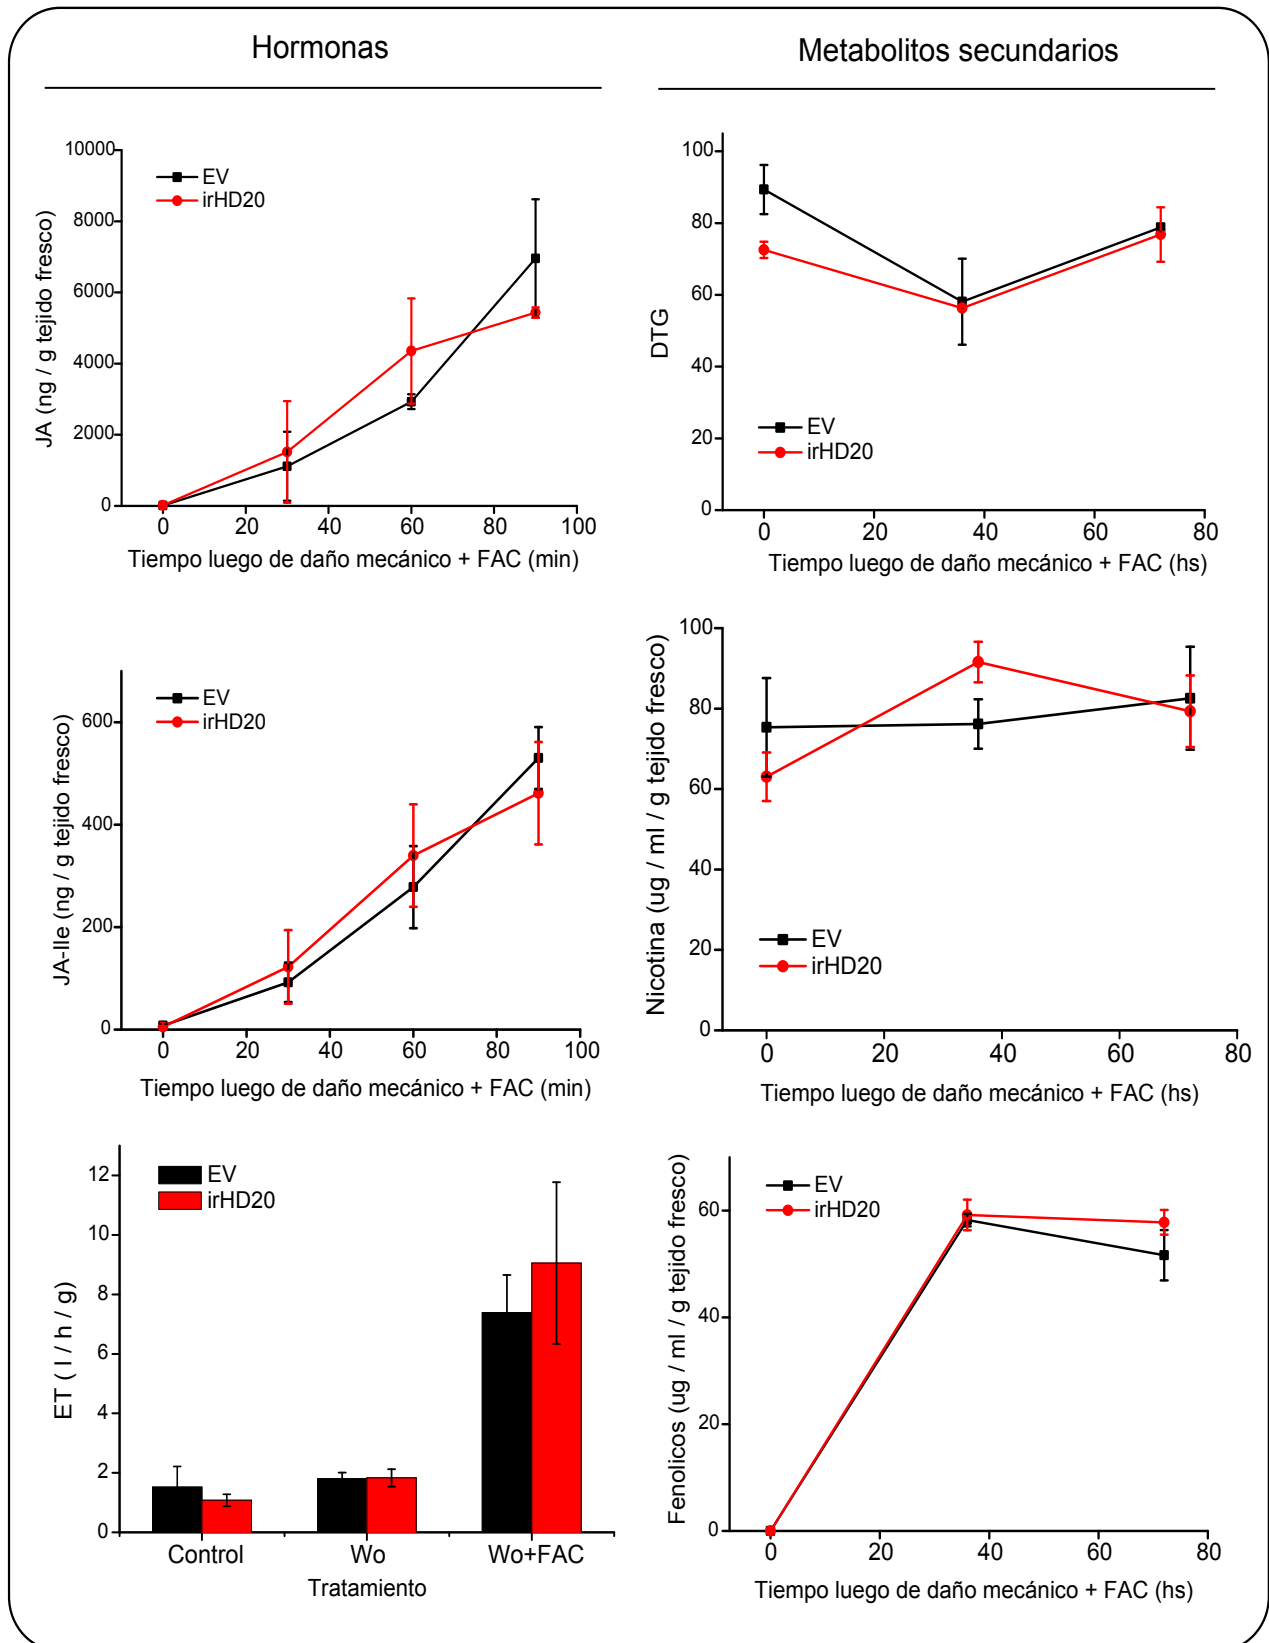 Hormonas
Metabolitos secundarios
10000
8000
6000
4000
2000
0
JA (ng / g tejido fresco)
EV
irHD20
0 20 40 60 80 100
Tiempo luego de daño mecánico + FAC (min)
100
80
60
40
20
0
DTG
EV
irHD20
0 20 40 60 80
Tiempo luego de daño mecánico + FAC (hs)
600
400
200
0
JA-Ile (ng / g tejido fresco)
EV
irHD20
0 20 40 60 80 100
Tiempo luego de daño mecánico + FAC (min)
100
80
60
40
20
0
Nicotina (ug / ml / g tejido fresco)
EV
irHD20
0 20 40 60 80
Tiempo luego de daño mecánico + FAC (hs)
12
10
8
6
4
2
0
ET ( l / h / g)
EV
irHD20
Control Wo Wo+FAC
Tratamiento
60
40
20
0
Fenolicos (ug / ml / g tejido fresco)
EV
irHD20
0 20 40 60 80
Tiempo luego de daño mecánico + FAC (hs)